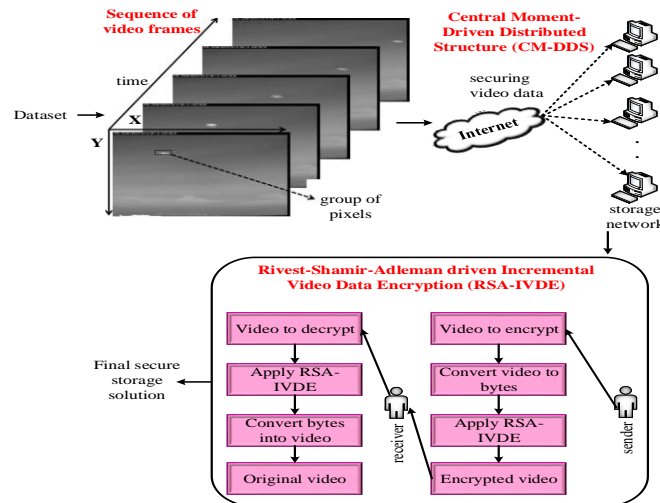 Sequence of
video frames
Central Moment-
Driven Distributed
Structure (CM-DDS)
time
securing
video data
Dataset
X
Y
Internet
group of
pixels
storage
network
Rivest-Shamir-Adleman driven Incremental
Video Data Encryption (RSA-IVDE)
Video to decrypt
Apply RSA-
IVDE
Convert bytes
into video
Original video
Video to encrypt
Convert video to
bytes
Apply RSA-
IVDE
Encrypted video
receiver
sender
Final secure
storage
solution